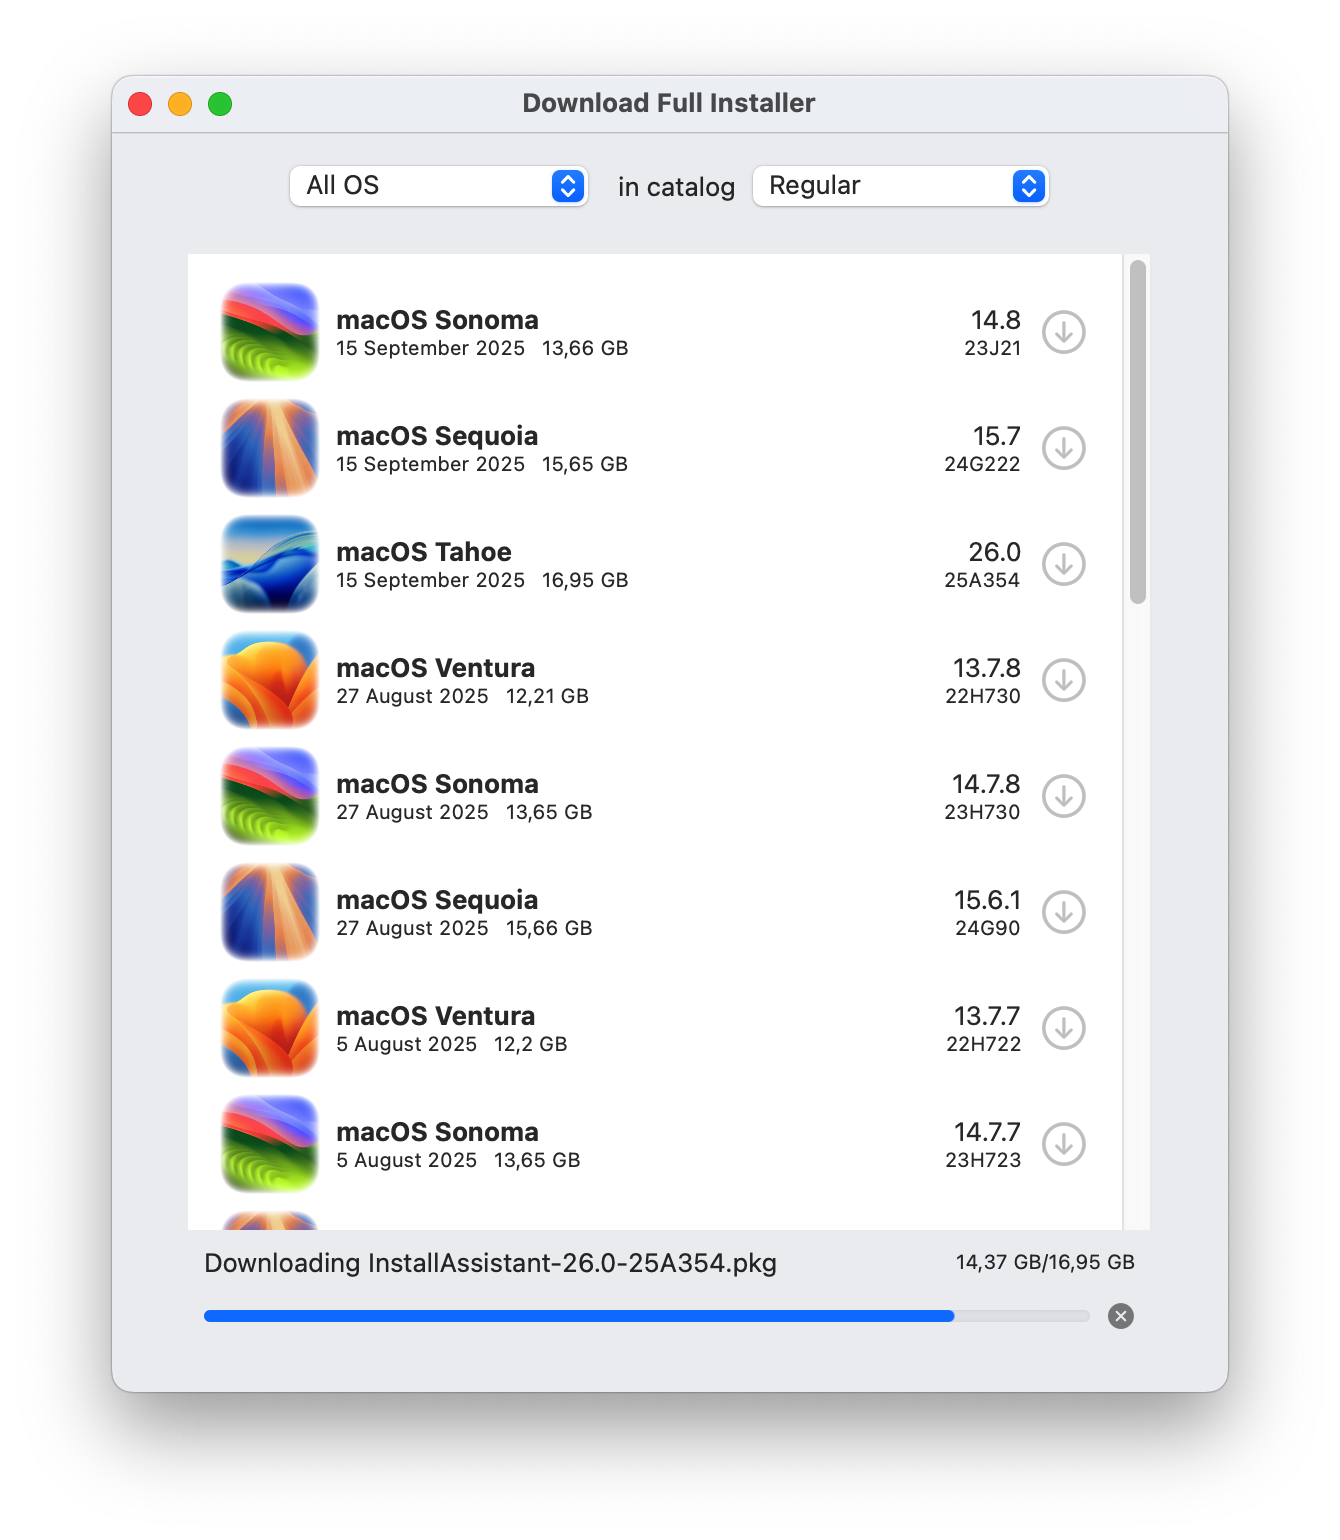 Download Full Installer
All OS in catalog Regular
macOS Sonoma 14.8
15 September 2025 13,66 GB 23J21
macOS Sequoia 15.7
15 September 2025 15,65 GB 24G222
macOS Tahoe 26.0
15 September 2025 16,95 GB 25A354
macOS Ventura 13.7.8
27 August 2025 12,21 GB 22H730
macOS Sonoma 14.7.8
27 August 2025 13,65 GB 23H730
macOS Sequoia 15.6.1
27 August 2025 15,66 GB 24G90
macOS Ventura 13.7.7
5 August 2025 12,2 GB 22H722
macOS Sonoma 14.7.7
5 August 2025 13,65 GB 23H723
Downloading InstallAssistant-26.0-25A354.pkg 14,37 GB/16,95 GB